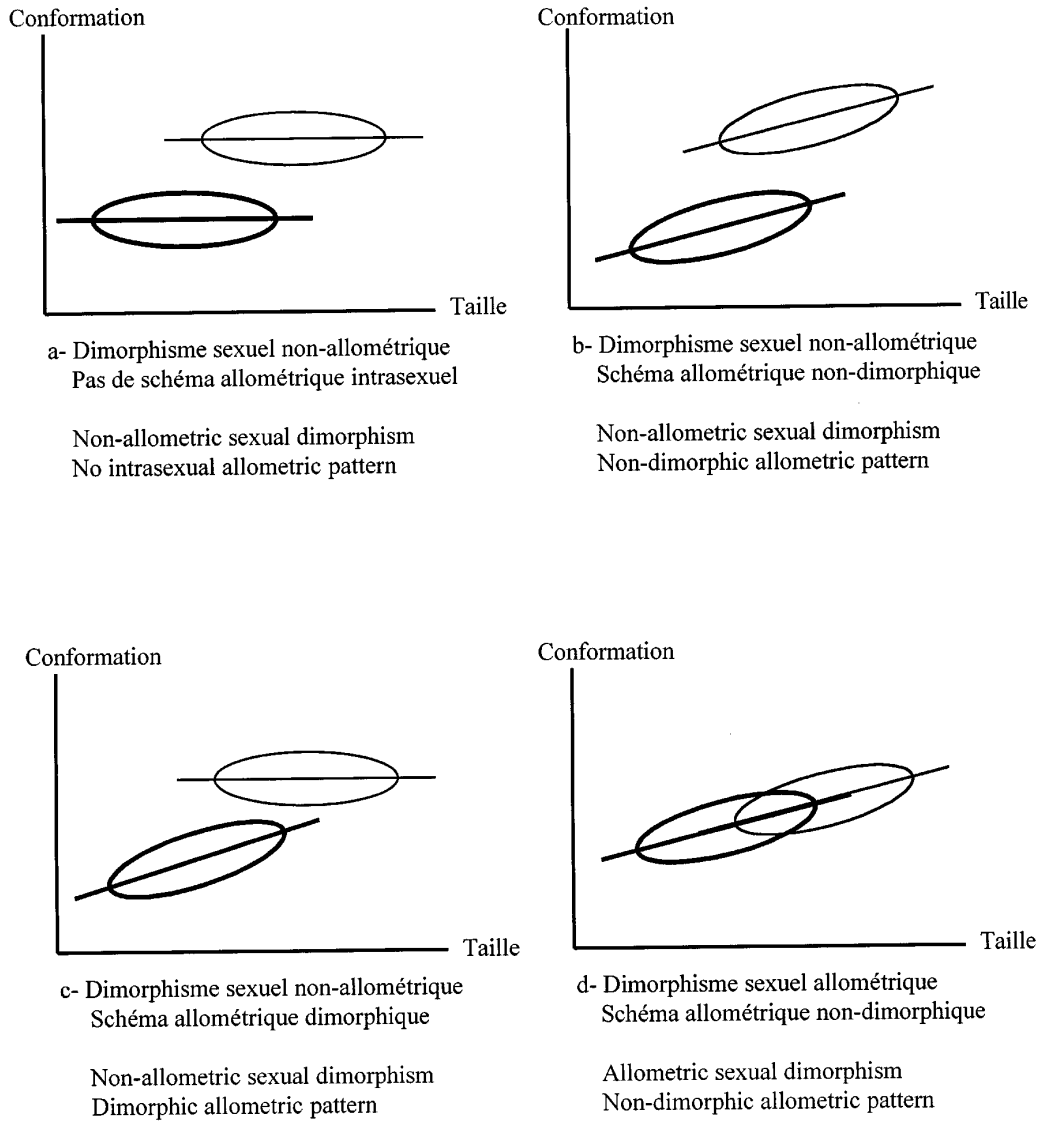 Conformation
Taille
a- Dimorphisme sexuel non-allométrique
Pas de schéma allométrique intrasexuel
Non-allometric sexual dimorphism
No intrasexual allometric pattern
Conformation
Taille
b- Dimorphisme sexuel non-allométrique
Schéma allométrique non-dimorphique
Non-allometric sexual dimorphism
Non-dimorphic allometric pattern
Conformation
Taille
c- Dimorphisme sexuel non-allométrique
Schéma allométrique dimorphique
Non-allometric sexual dimorphism
Dimorphic allometric pattern
Conformation
Taille
d- Dimorphisme sexuel allométrique
Schéma allométrique non-dimorphique
Allometric sexual dimorphism
Non-dimorphic allometric pattern